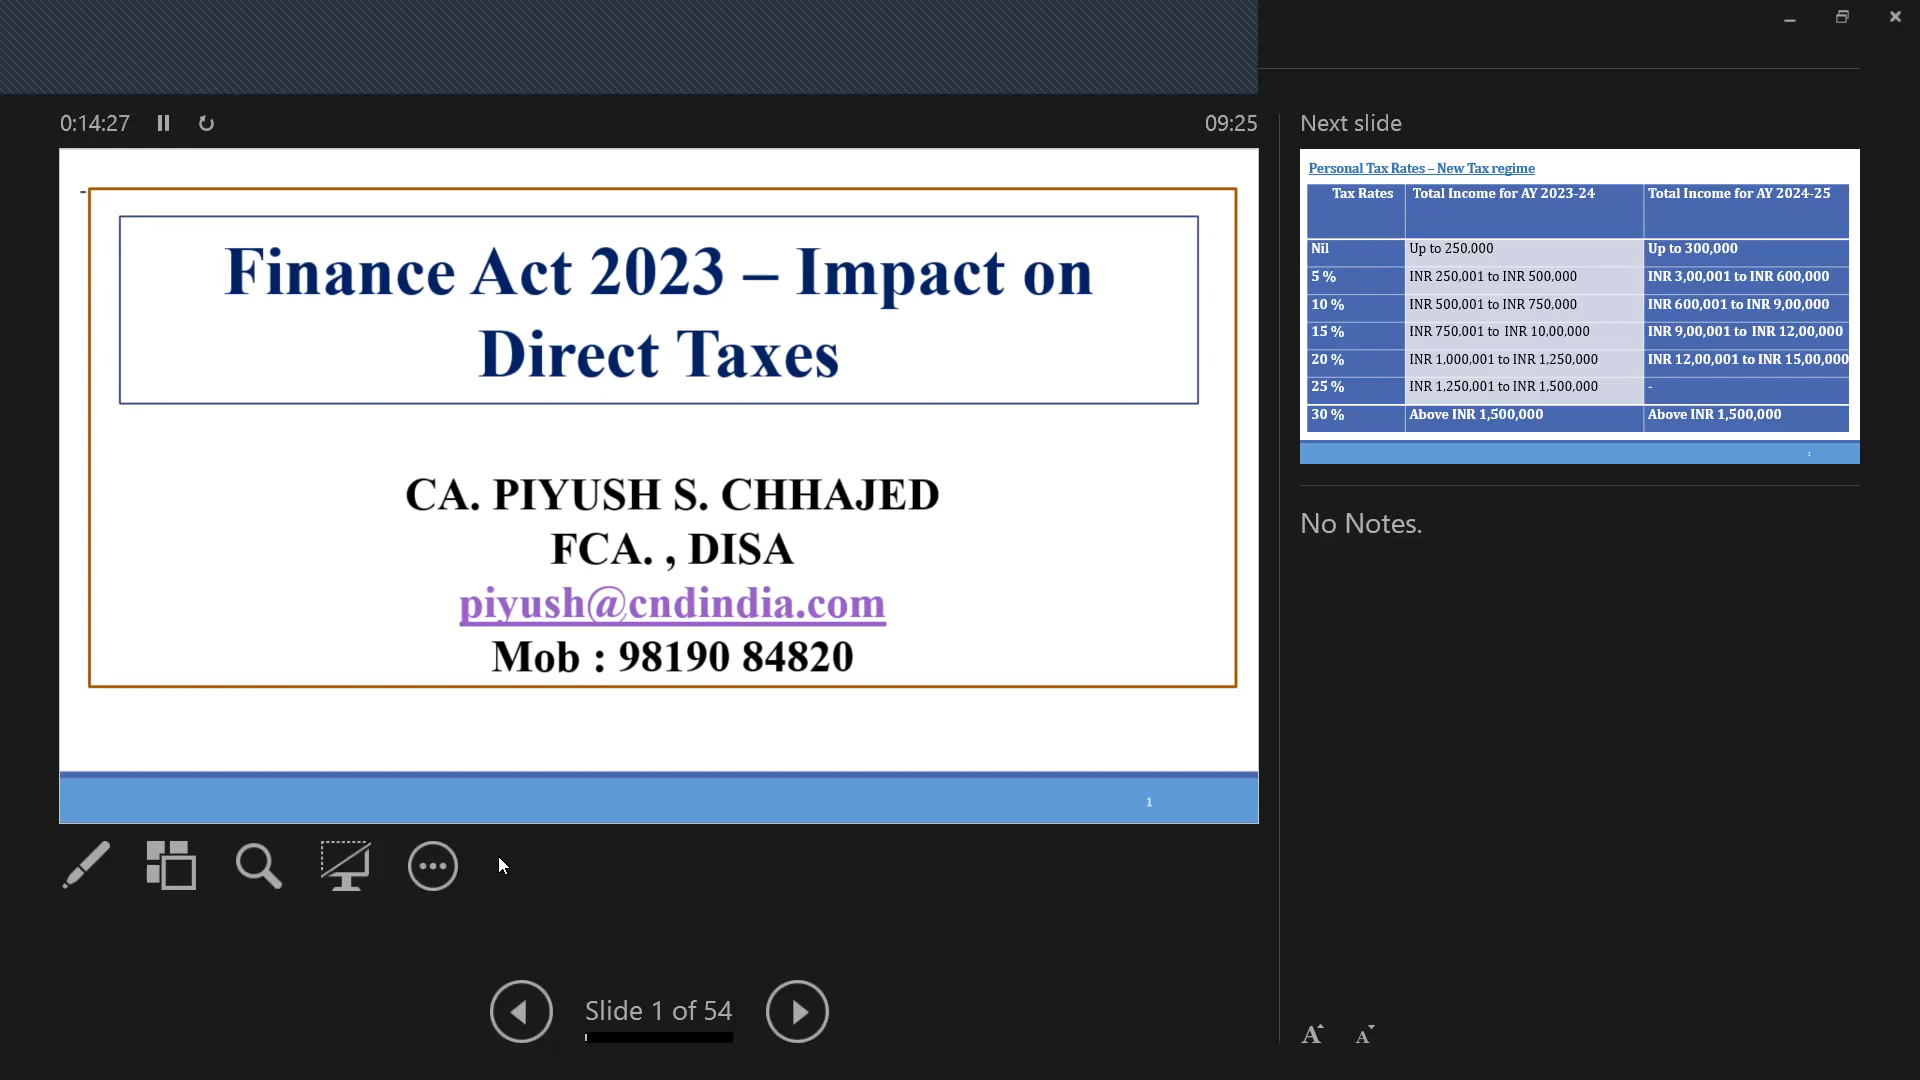 0:14:27
09:25
Next slide
-
Finance Act 2023 – Impact on
Direct Taxes
CA. PIYUSH S. CHHAJED
FCA. , DISA
piyush@cndindia.com
Mob : 98190 84820
1
Personal Tax Rates – New Tax regime
Tax Rates Total Income for AY 2023-24 Total Income for AY 2024-25
Nil Up to 250,000 Up to 300,000
5 % INR 250,001 to INR 500,000 INR 3,00,001 to INR 600,000
10 % INR 500,001 to INR 750,000 INR 600,001 to INR 9,00,000
15 % INR 750,001 to INR 10,00,000 INR 9,00,001 to INR 12,00,000
20 % INR 1,000,001 to INR 1,250,000 INR 12,00,001 to INR 15,00,000
25 % INR 1,250,001 to INR 1,500,000 -
30 % Above INR 1,500,000 Above INR 1,500,000
2
No Notes.
Slide 1 of 54
A A